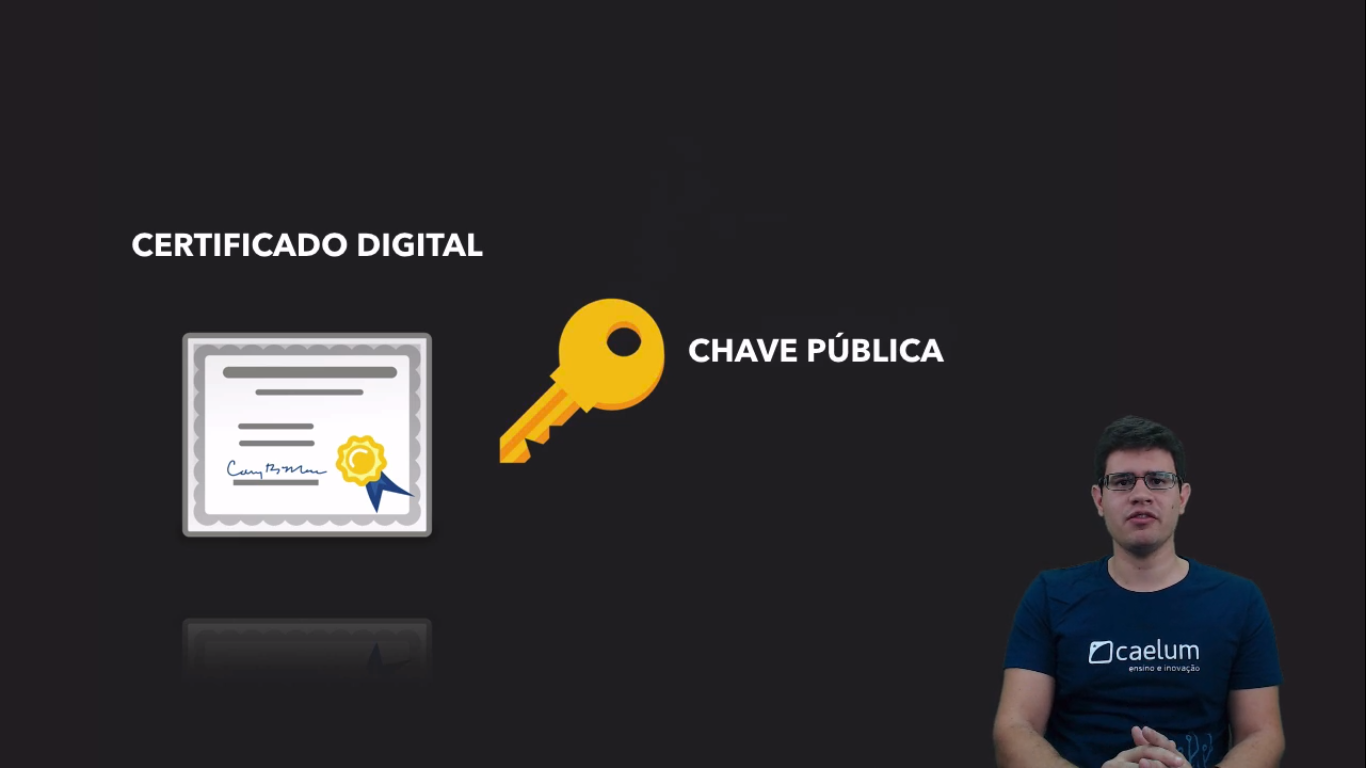 CERTIFICADO DIGITAL
CHAVE PÚBLICA
caelum
ensino e inovação